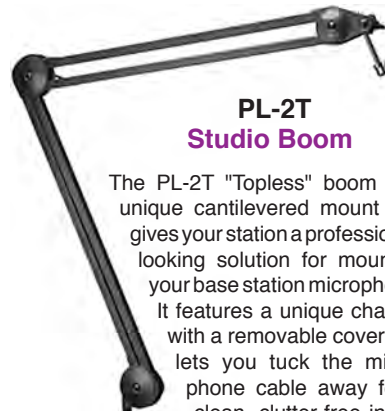 PL-2T
Studio Boom
The PL-2T "Topless" boom
unique cantilevered mount
gives your station a
looking solution for
your base station
It features a unique
with a removable cover
lets you tuck the
phone cable away
clean, clutter free